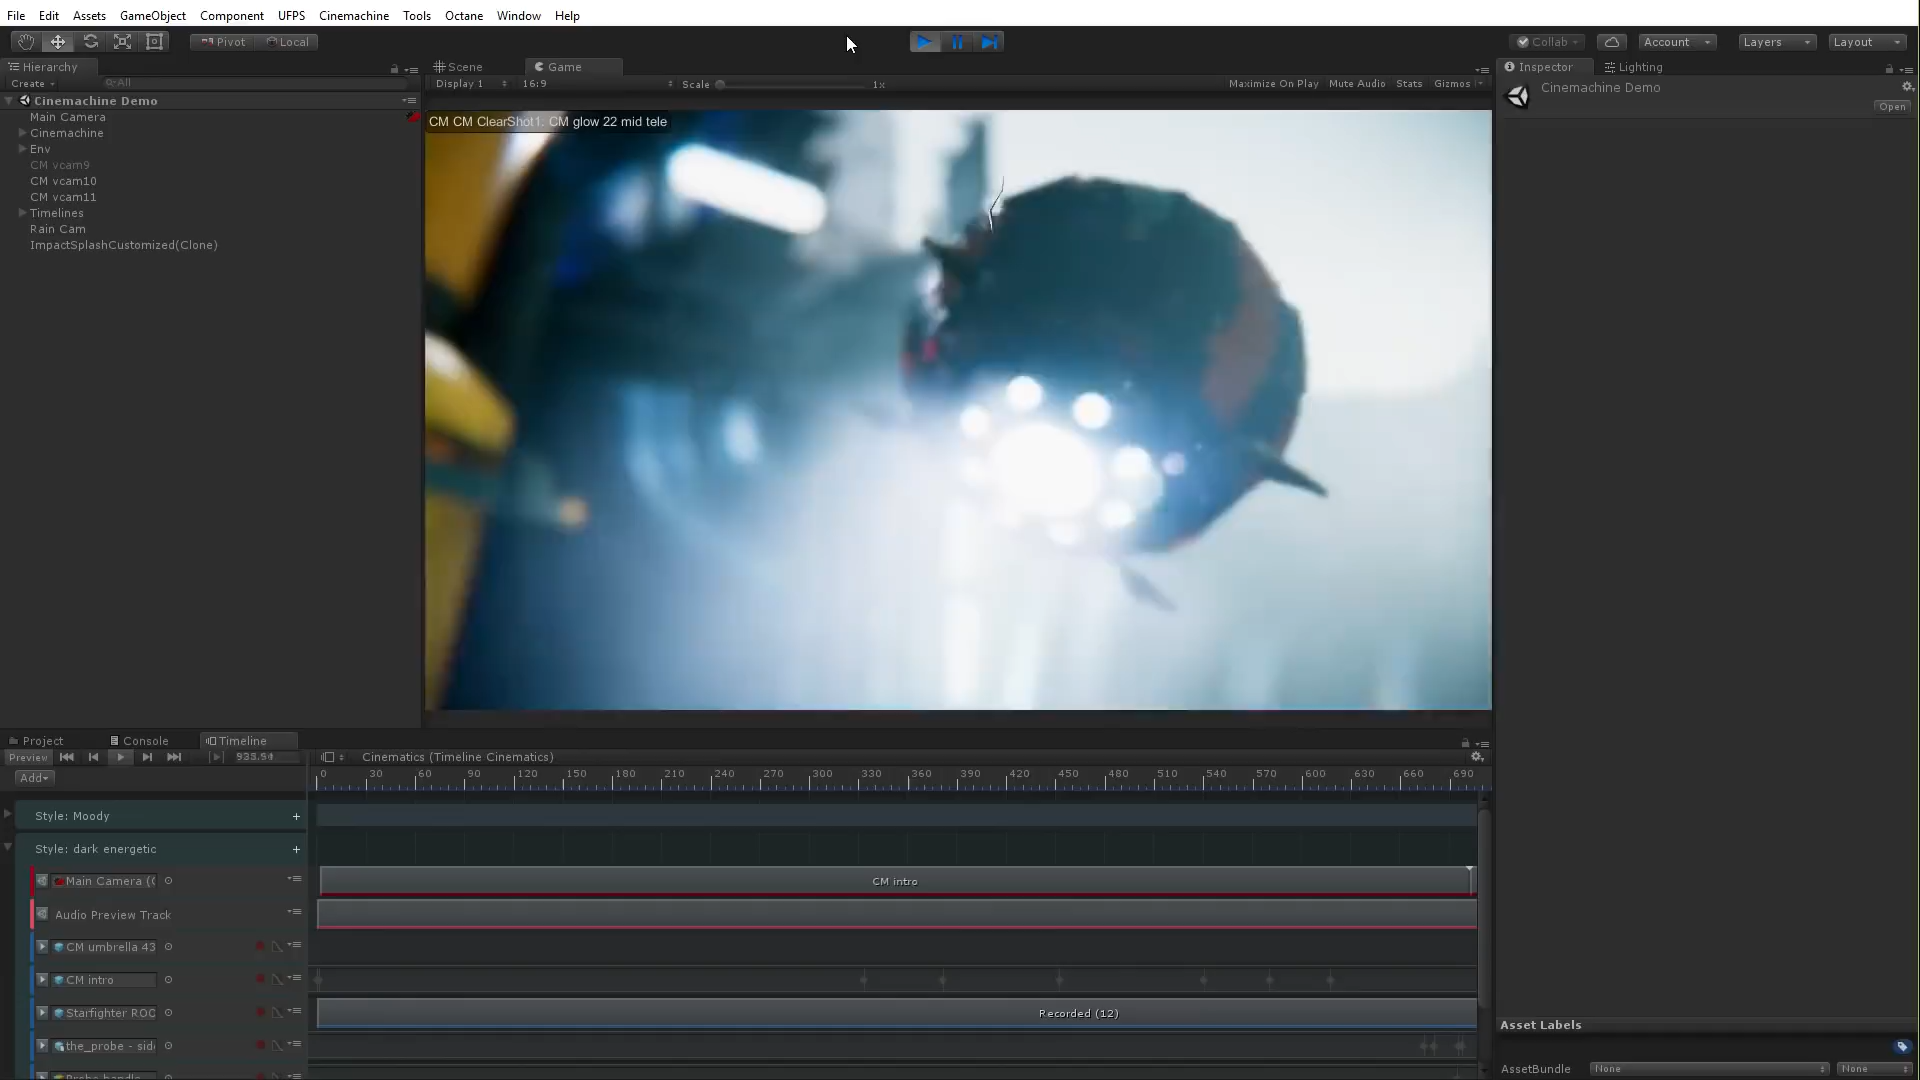 File Edit Assets GameObject Component UFPS Cinemachine Tools Octane Window Help
Pivot Local
Collab Account Layers Layout
Hierarchy
Scene Game
Inspector Lighting
Create All
Display 1 16:9 Scale 1x Maximize On Play Mute Audio Stats Gizmos
Cinemachine Demo
Open
Cinemachine Demo
Main Camera
Cinemachine
Env
CM vcam9
CM vcam10
CM vcam11
Timelines
Rain Cam
ImpactSplashCustomized(Clone)
CM CM ClearShot1: CM glow 22 mid tele
Project Console Timeline
Preview 933.54 Cinematics (Timeline Cinematics)
Add
0 30 60 90 120 150 180 210 240 270 300 330 360 390 420 450 480 510 540 570 600 630 660 690
Style: Moody +
Style: dark energetic +
Main Camera (C
CM intro
Audio Preview Track
CM umbrella 43
CM intro
Starfighter ROO
Recorded (12)
the_probe - side
Asset Labels
AssetBundle None None